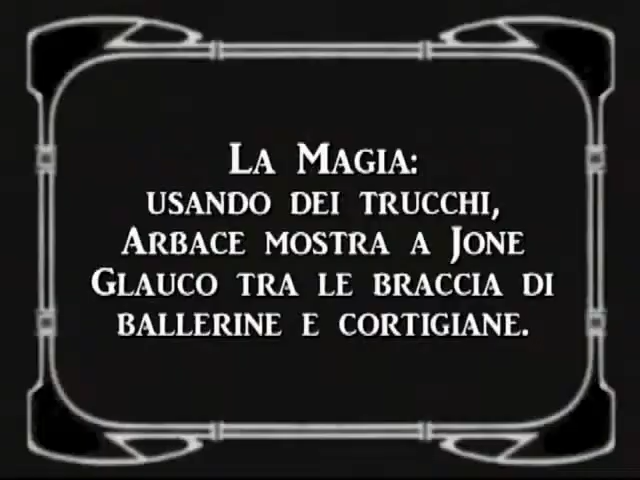 La Magia:
usando dei trucchi,
Arbace mostra a Jone
Glauco tra le braccia di
ballerine e cortigiane.